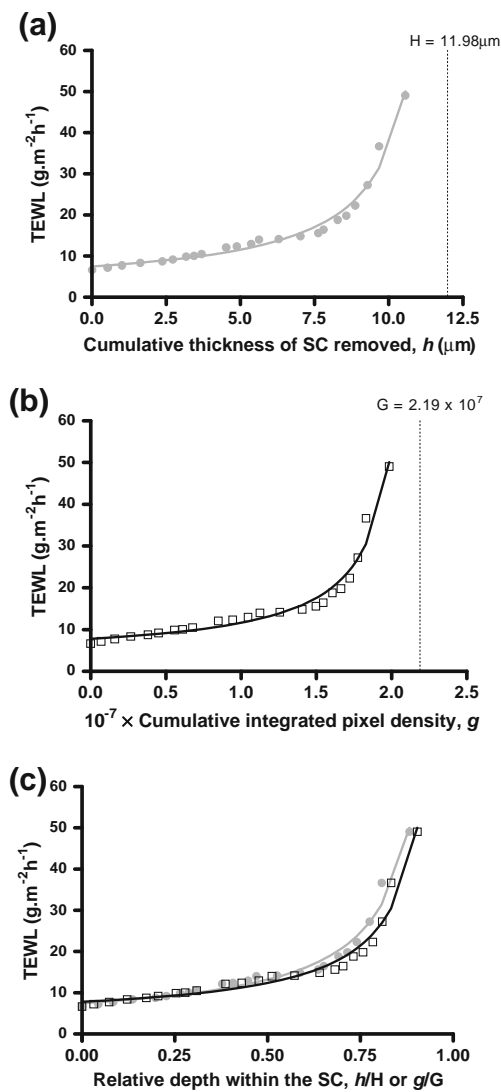 (a)
H = 11.98μm
60
50
40
30
20
10
0
TEWL (g.m⁻²h⁻¹)
0.0 2.5 5.0 7.5 10.0 12.5
Cumulative thickness of SC removed, h (μm)
(b)
G = 2.19 x 10⁷
60
50
40
30
20
10
0
TEWL (g.m⁻²h⁻¹)
0.0 0.5 1.0 1.5 2.0 2.5
10⁻⁷ × Cumulative integrated pixel density, g
(c)
60
50
40
30
20
10
0
TEWL (g.m⁻²h⁻¹)
0.00 0.25 0.50 0.75 1.00
Relative depth within the SC, h/H or g/G